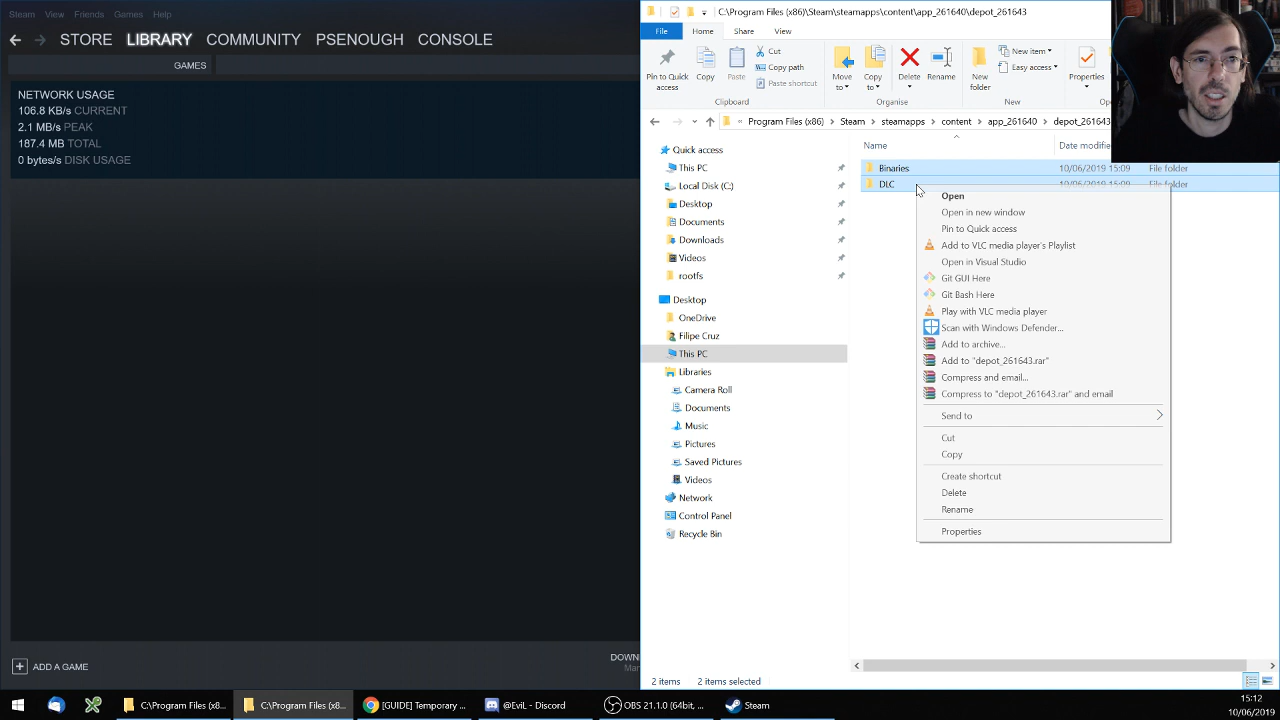 Steam View Friends Games Help
STORE LIBRARY COMMUNITY PSENOUGH CONSOLE
GAMES
NETWORK USAGE
106.8 KB/s CURRENT
2.1 MB/s PEAK
187.4 MB TOTAL
0 bytes/s DISK USAGE
ADD A GAME
C:\Program Files (x86)\Steam\steamapps\content\app_261640\depot_261643
File Home Share View
Pin to Quick access
Copy
Paste
Cut
Copy path
Paste shortcut
Clipboard
Move to
Copy to
Delete
Rename
Organise
New folder
New item
Easy access
New
Properties
Program Files (x86) Steam steamapps content app_261640 depot_261643
Name
Binaries 10/06/2019 15:09 File folder
DLC 10/06/2019 15:09 File folder
Quick access
This PC
Local Disk (C:)
Desktop
Documents
Downloads
Videos
rootfs
Desktop
OneDrive
Filipe Cruz
This PC
Libraries
Camera Roll
Documents
Music
Pictures
Saved Pictures
Videos
Network
Control Panel
Recycle Bin
Open
Open in new window
Pin to Quick access
Add to VLC media player's Playlist
Open in Visual Studio
Git GUI Here
Git Bash Here
Play with VLC media player
Scan with Windows Defender...
Add to archive...
Add to "depot_261643.rar"
Compress and email...
Compress to "depot_261643.rar" and email
Send to
Cut
Copy
Create shortcut
Delete
Rename
Properties
2 items 2 items selected
C:\Program Files (x8... C:\Program Files (x8... [GUIDE] Temporary ... @EviL - Discord OBS 21.1.0 (64bit, ... Steam
15:12
10/06/2019